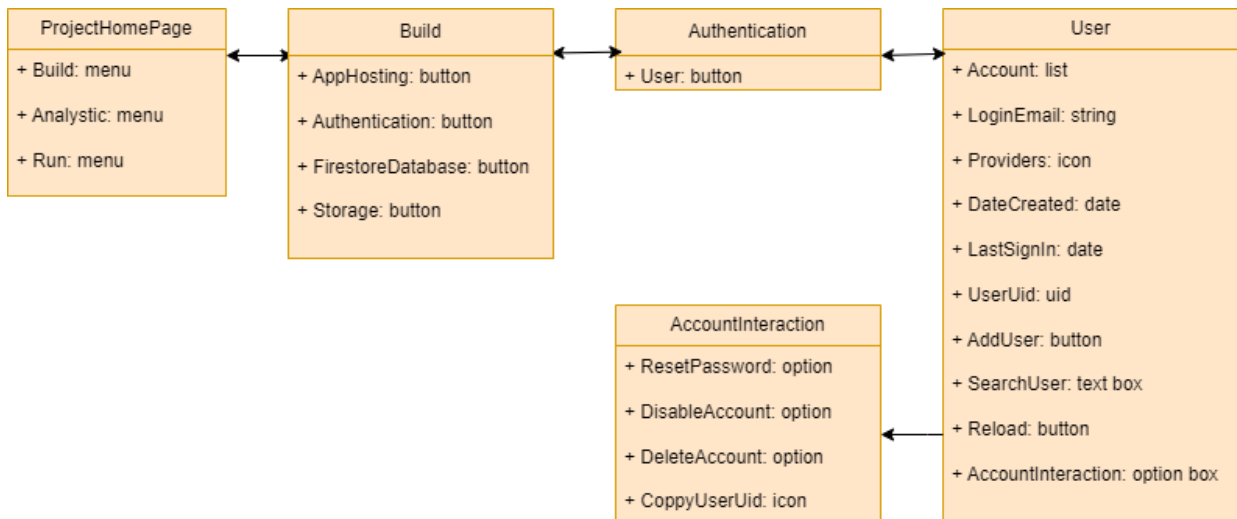 ProjectHomePage
+ Build: menu
+ Analystic: menu
+ Run: menu
Build
+ AppHosting: button
+ Authentication: button
+ FirestoreDatabase: button
+ Storage: button
Authentication
+ User: button
User
+ Account: list
+ LoginEmail: string
+ Providers: icon
+ DateCreated: date
+ LastSignIn: date
+ UserUid: uid
+ AddUser: button
+ SearchUser: text box
+ Reload: button
+ AccountInteraction: option box
AccountInteraction
+ ResetPassword: option
+ DisableAccount: option
+ DeleteAccount: option
+ CoppyUserUid: icon